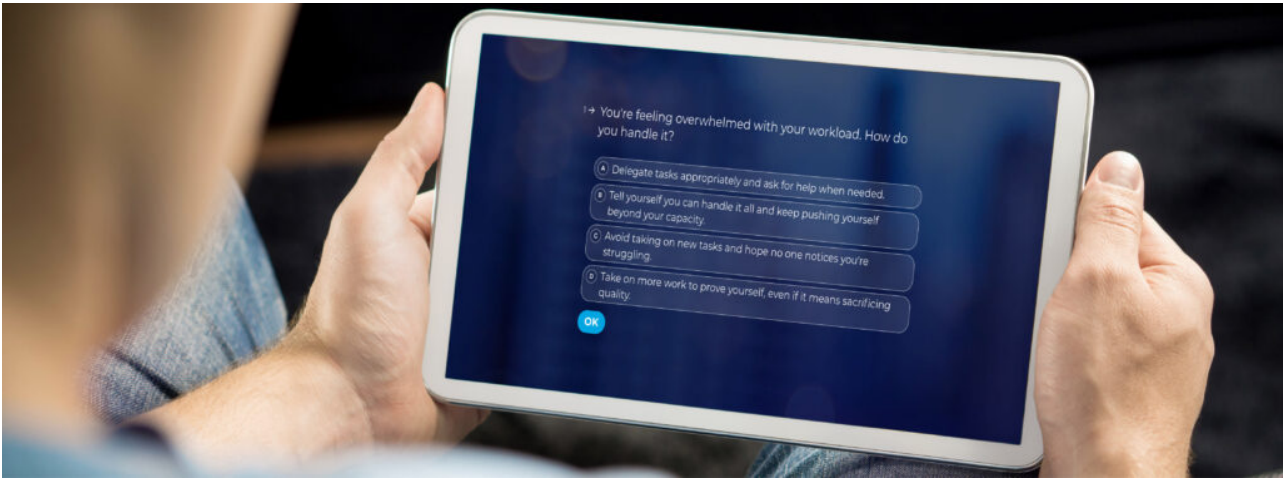 1→ You're feeling overwhelmed with your workload. How do
you handle it?
A Delegate tasks appropriately and ask for help when needed.
B Tell yourself you can handle it all and keep pushing yourself
beyond your capacity.
C Avoid taking on new tasks and hope no one notices you're
struggling.
D Take on more work to prove yourself, even if it means sacrificing
quality.
OK